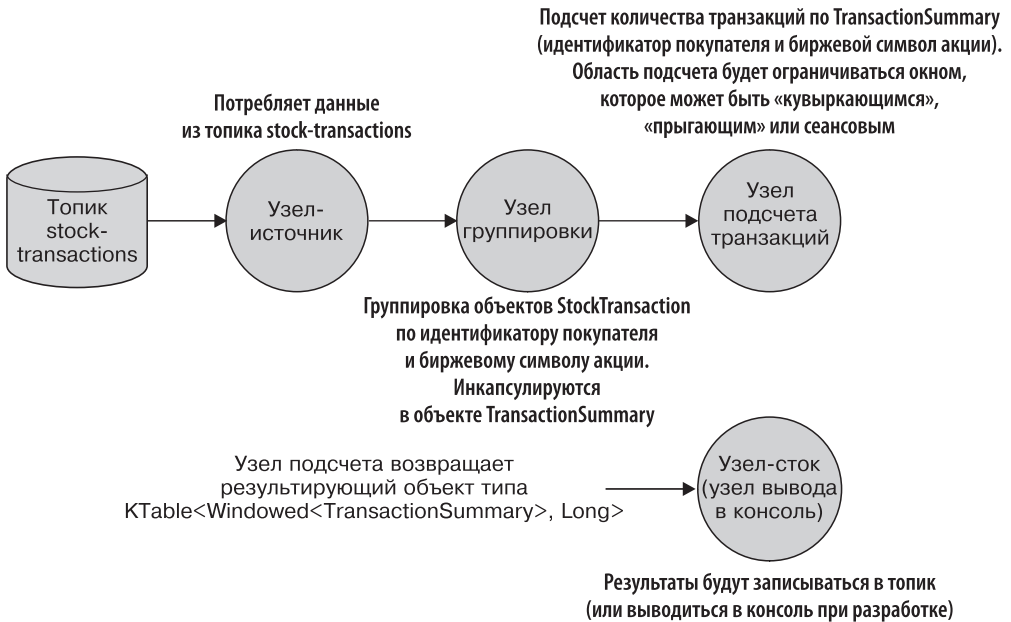 Подсчет количества транзакций по TransactionSummary
(идентификатор покупателя и биржевой символ акции).
Область подсчета будет ограничиваться окном,
которое может быть «кувыркающимся»,
«прыгающим» или сеансовым
Потребляет данные
из топика stock-transactions
Топик
stock-
transactions
Узел-
источник
Узел
группировки
Узел
подсчета
транзакций
Группировка объектов StockTransaction
по идентификатору покупателя
и биржевому символу акции.
Инкапсулируются
в объекте TransactionSummary
Узел подсчета возвращает
результирующий объект типа
KTable<Windowed<TransactionSummary>, Long>
Узел-сток
(узел вывода
в консоль)
Результаты будут записываться в топик
(или выводиться в консоль при разработке)